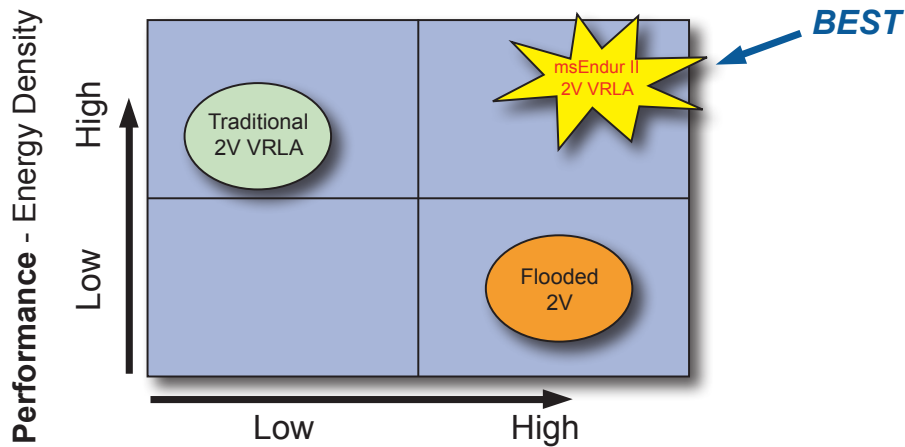 BEST
msEndur II
2V VRLA
Traditional
2V VRLA
Flooded
2V
Performance - Energy Density
High
Low
Low
High